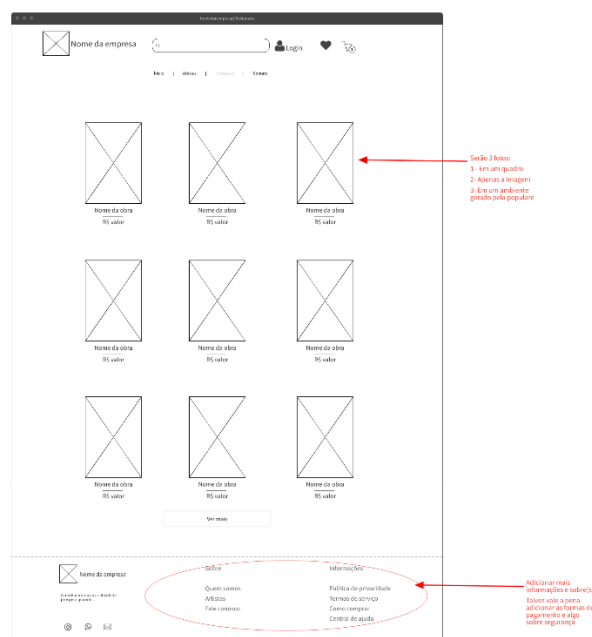 Nome da empresa
Login
Início | Artistas | | Contato
Serão 3 fotos:
1 - Em um quadro
2- Apenas a imagem
3- Em um ambiente
gerado pela populare
Nome da obra Nome da obra Nome da obra
R$ valor R$ valor R$ valor
Nome da obra Nome da obra Nome da obra
R$ valor R$ valor R$ valor
Nome da obra Nome da obra Nome da obra
R$ valor R$ valor R$ valor
Ver mais
Nome da empresa
Sobre
Quem somos
Artistas
Fale conosco
Informações
Política de privacidade
Termos de serviço
Como comprar
Central de ajuda
Adicionar mais
informações e sobre(s
Talvez vale a pena
adicionar as formas de
pagamento e algo
sobre segurança